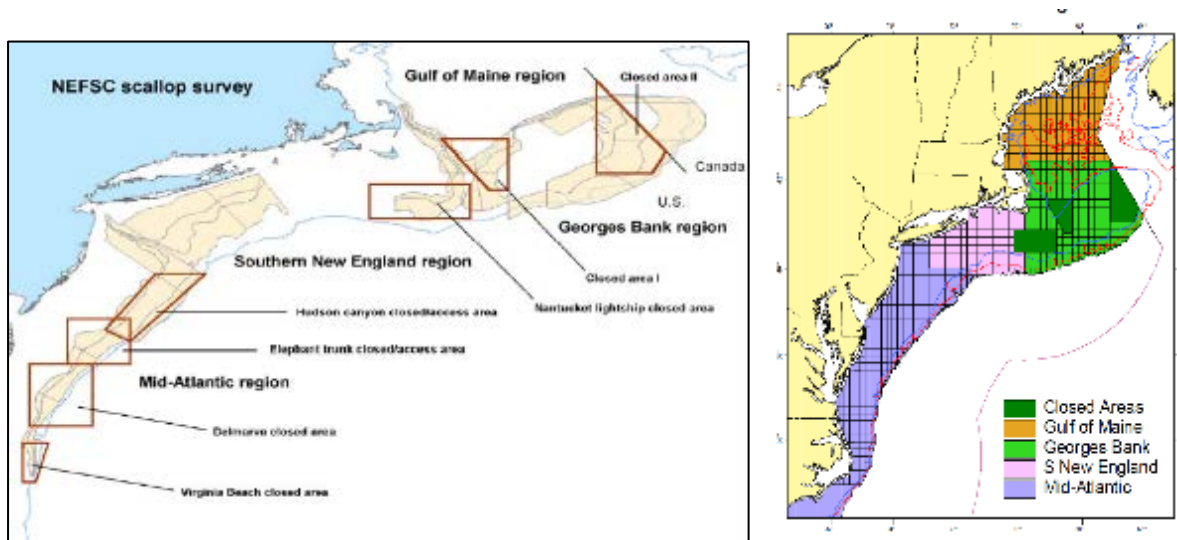 NEFSC scallop survey
Gulf of Maine region
Closed area II
Canada
U.S.
Georges Bank region
Southern New England region
Closed area I
Nantucket lightship closed area
Hudson canyon closed/access area
Elephant trunk closed/access area
Mid-Atlantic region
Delmarva closed area
Virginia Beach closed area
Closed Areas
Gulf of Maine
Georges Bank
S New England
Mid-Atlantic